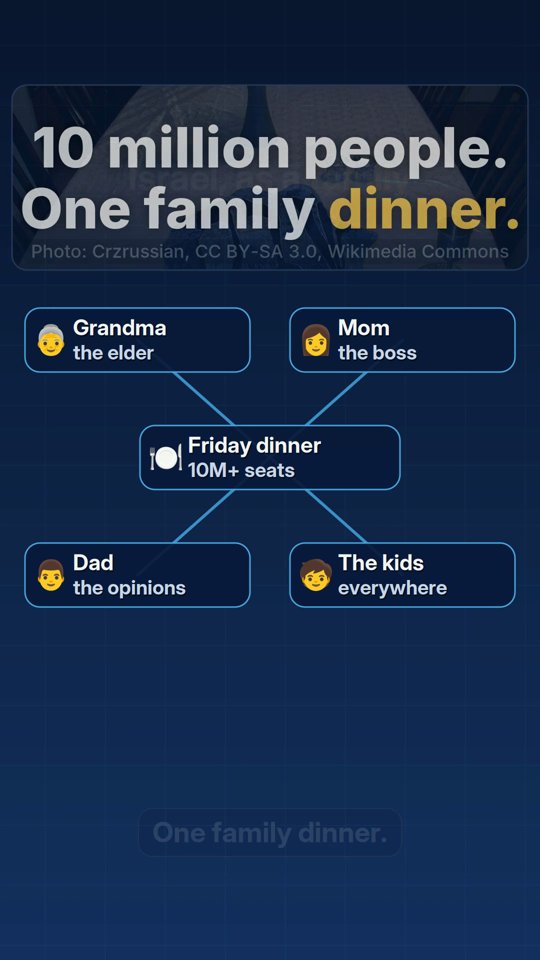 10 million people.
One family dinner.
Photo: Crzrussian, CC BY-SA 3.0, Wikimedia Commons
Grandma
the elder
Mom
the boss
Friday dinner
10M+ seats
Dad
the opinions
The kids
everywhere
One family dinner.